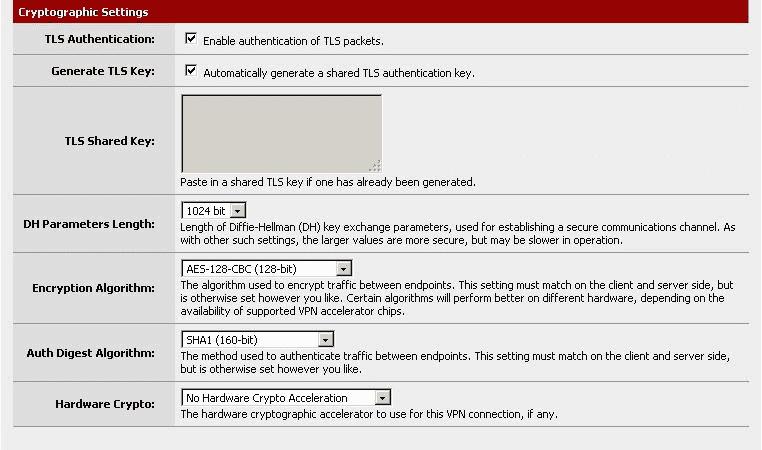 Cryptographic Settings
TLS Authentication:
Enable authentication of TLS packets.
Generate TLS Key:
Automatically generate a shared TLS authentication key.
TLS Shared Key:
Paste in a shared TLS key if one has already been generated.
DH Parameters Length:
1024 bit
Length of Diffie-Hellman (DH) key exchange parameters, used for establishing a secure communications channel. As
with other such settings, the larger values are more secure, but may be slower in operation.
Encryption Algorithm:
AES-128-CBC (128-bit)
The algorithm used to encrypt traffic between endpoints. This setting must match on the client and server side, but
is otherwise set however you like. Certain algorithms will perform better on different hardware, depending on the
availability of supported VPN accelerator chips.
Auth Digest Algorithm:
SHA1 (160-bit)
The method used to authenticate traffic between endpoints. This setting must match on the client and server side,
but is otherwise set however you like.
Hardware Crypto:
No Hardware Crypto Acceleration
The hardware cryptographic accelerator to use for this VPN connection, if any.